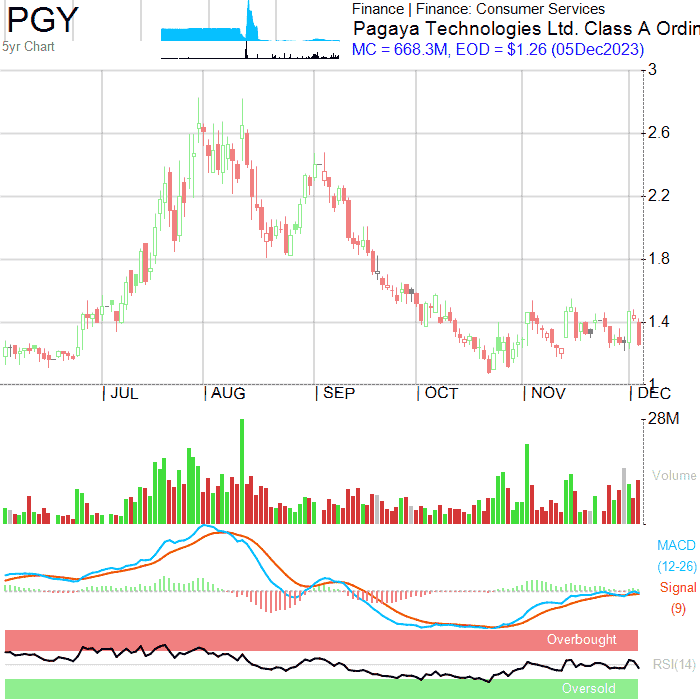 PGY
5yr Chart
Finance | Finance: Consumer Services
Pagaya Technologies Ltd. Class A Ordin
MC = 668.3M, EOD = $1.26 (05Dec2023)
3
2.6
2.2
1.8
1.4
1
JUL AUG SEP OCT NOV DEC
28M
Volume
MACD
(12-26)
Signal
(9)
Overbought
RSI(14)
Oversold